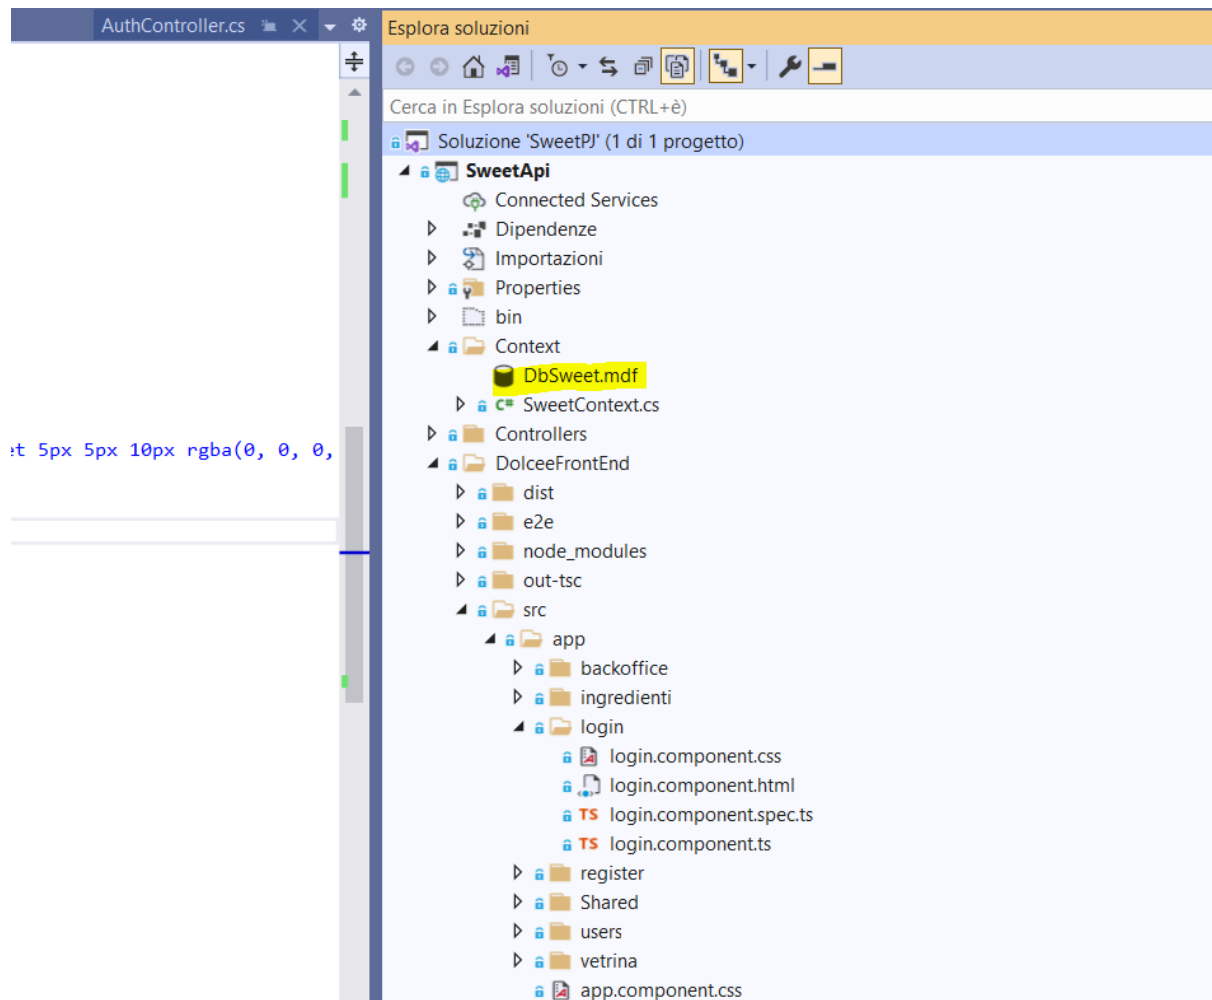 AuthController.cs
Esplora soluzioni
Cerca in Esplora soluzioni (CTRL+è)
Soluzione 'SweetPJ' (1 di 1 progetto)
SweetApi
Connected Services
Dipendenze
Importazioni
Properties
bin
Context
DbSweet.mdf
C# SweetContext.cs
Controllers
et 5px 5px 10px rgba(0, 0, 0,
DolceeFrontEnd
dist
e2e
node_modules
out-tsc
src
app
backoffice
ingredienti
login
login.component.css
login.component.html
TS login.component.spec.ts
TS login.component.ts
register
Shared
users
vetrina
app.component.css